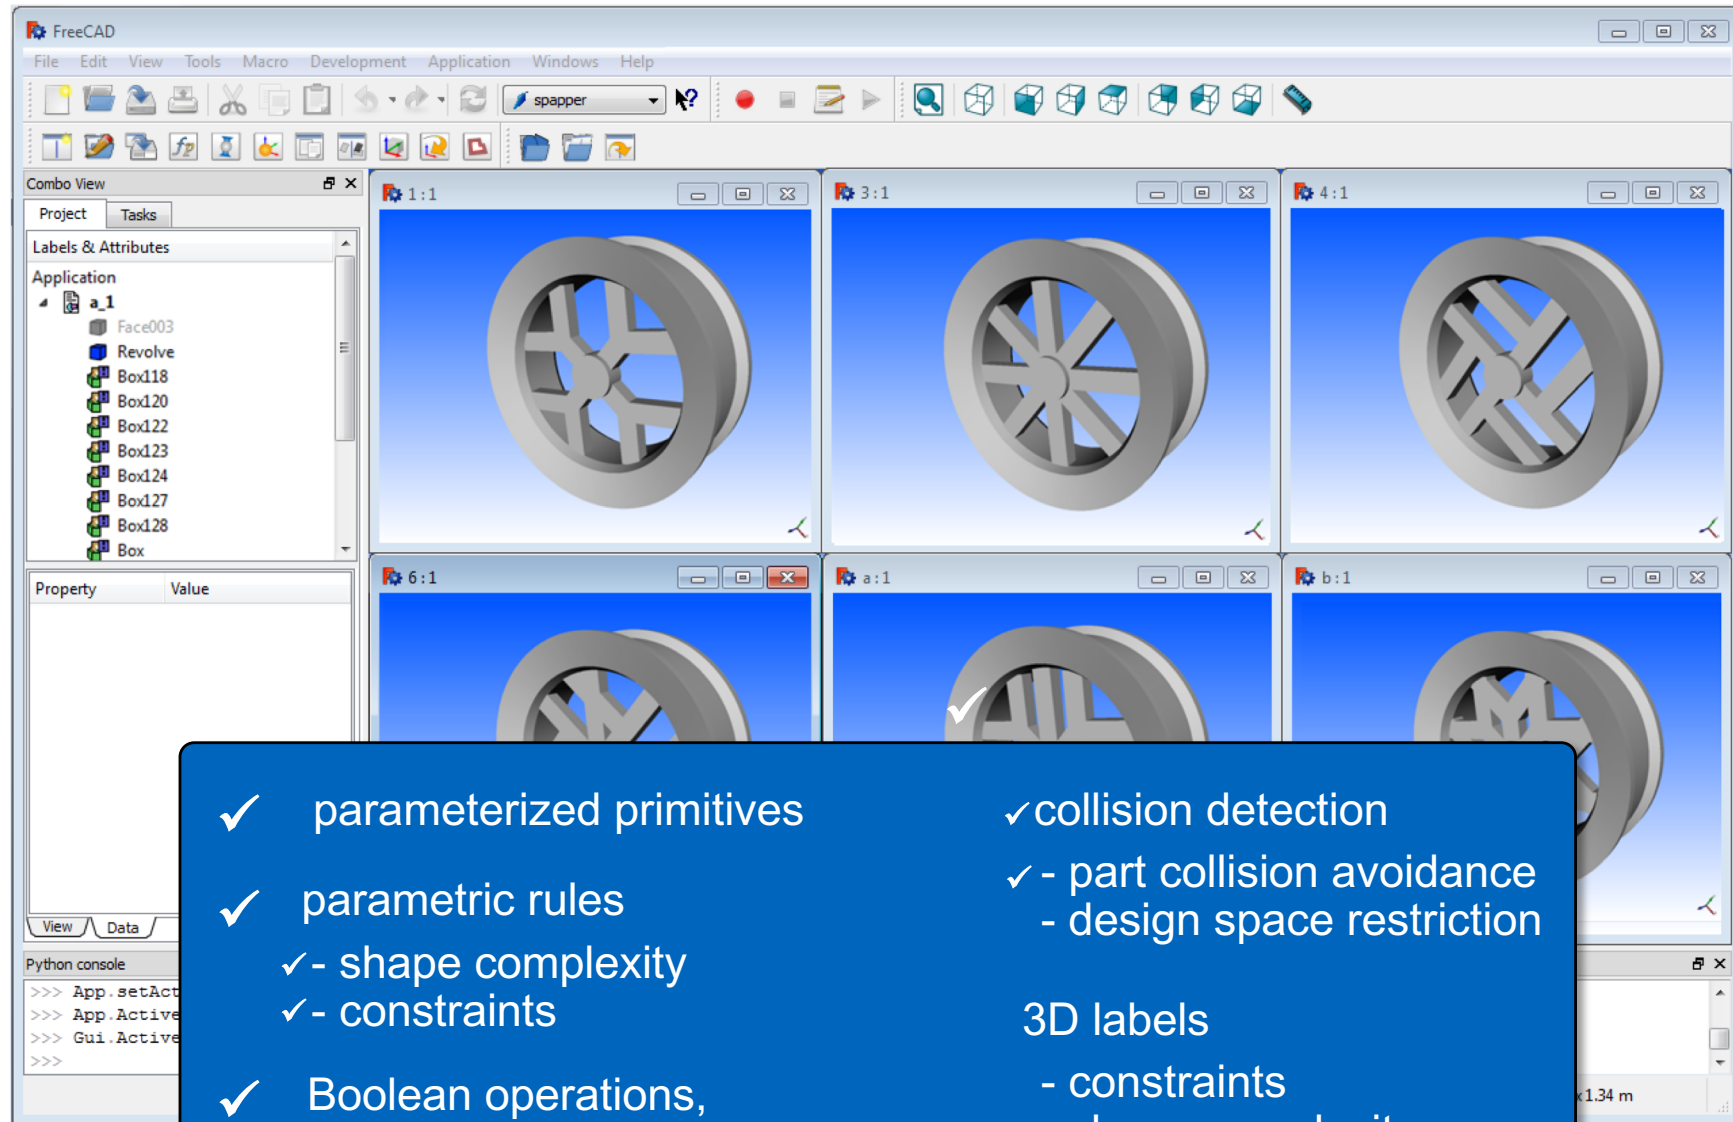 FreeCAD
File Edit View Tools Macro Development Application Windows Help
spapper
Combo View
Project Tasks
Labels & Attributes
Application
a_1
Face003
Revolve
Box118
Box120
Box122
Box123
Box124
Box127
Box128
Box
Property Value
View Data
Python console
>>> App.setAct
>>> App.Active
>>> Gui.Active
>>>
1:1
3:1
4:1
6:1
a:1
b:1
✓ parameterized primitives
✓ parametric rules
✓ - shape complexity
✓ - constraints
✓ Boolean operations,
✓ collision detection
✓ - part collision avoidance
- design space restriction
3D labels
- constraints
x 1.34 m